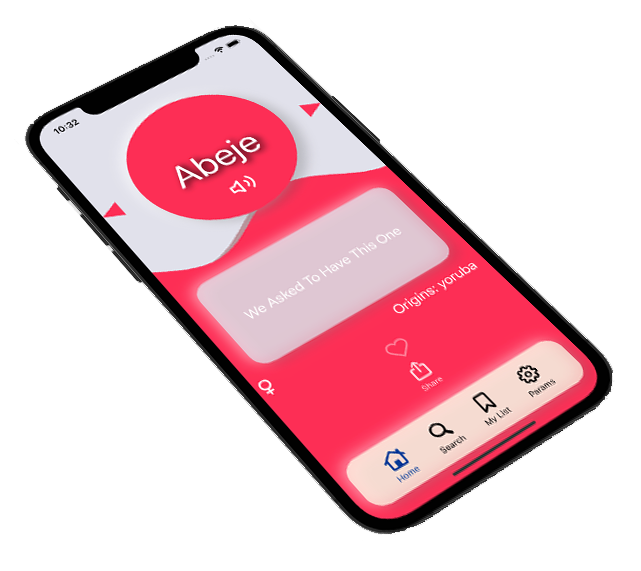 10:32
Abeje
We Asked To Have This One
Origins: yoruba
Share
Home
Search
My List
Params